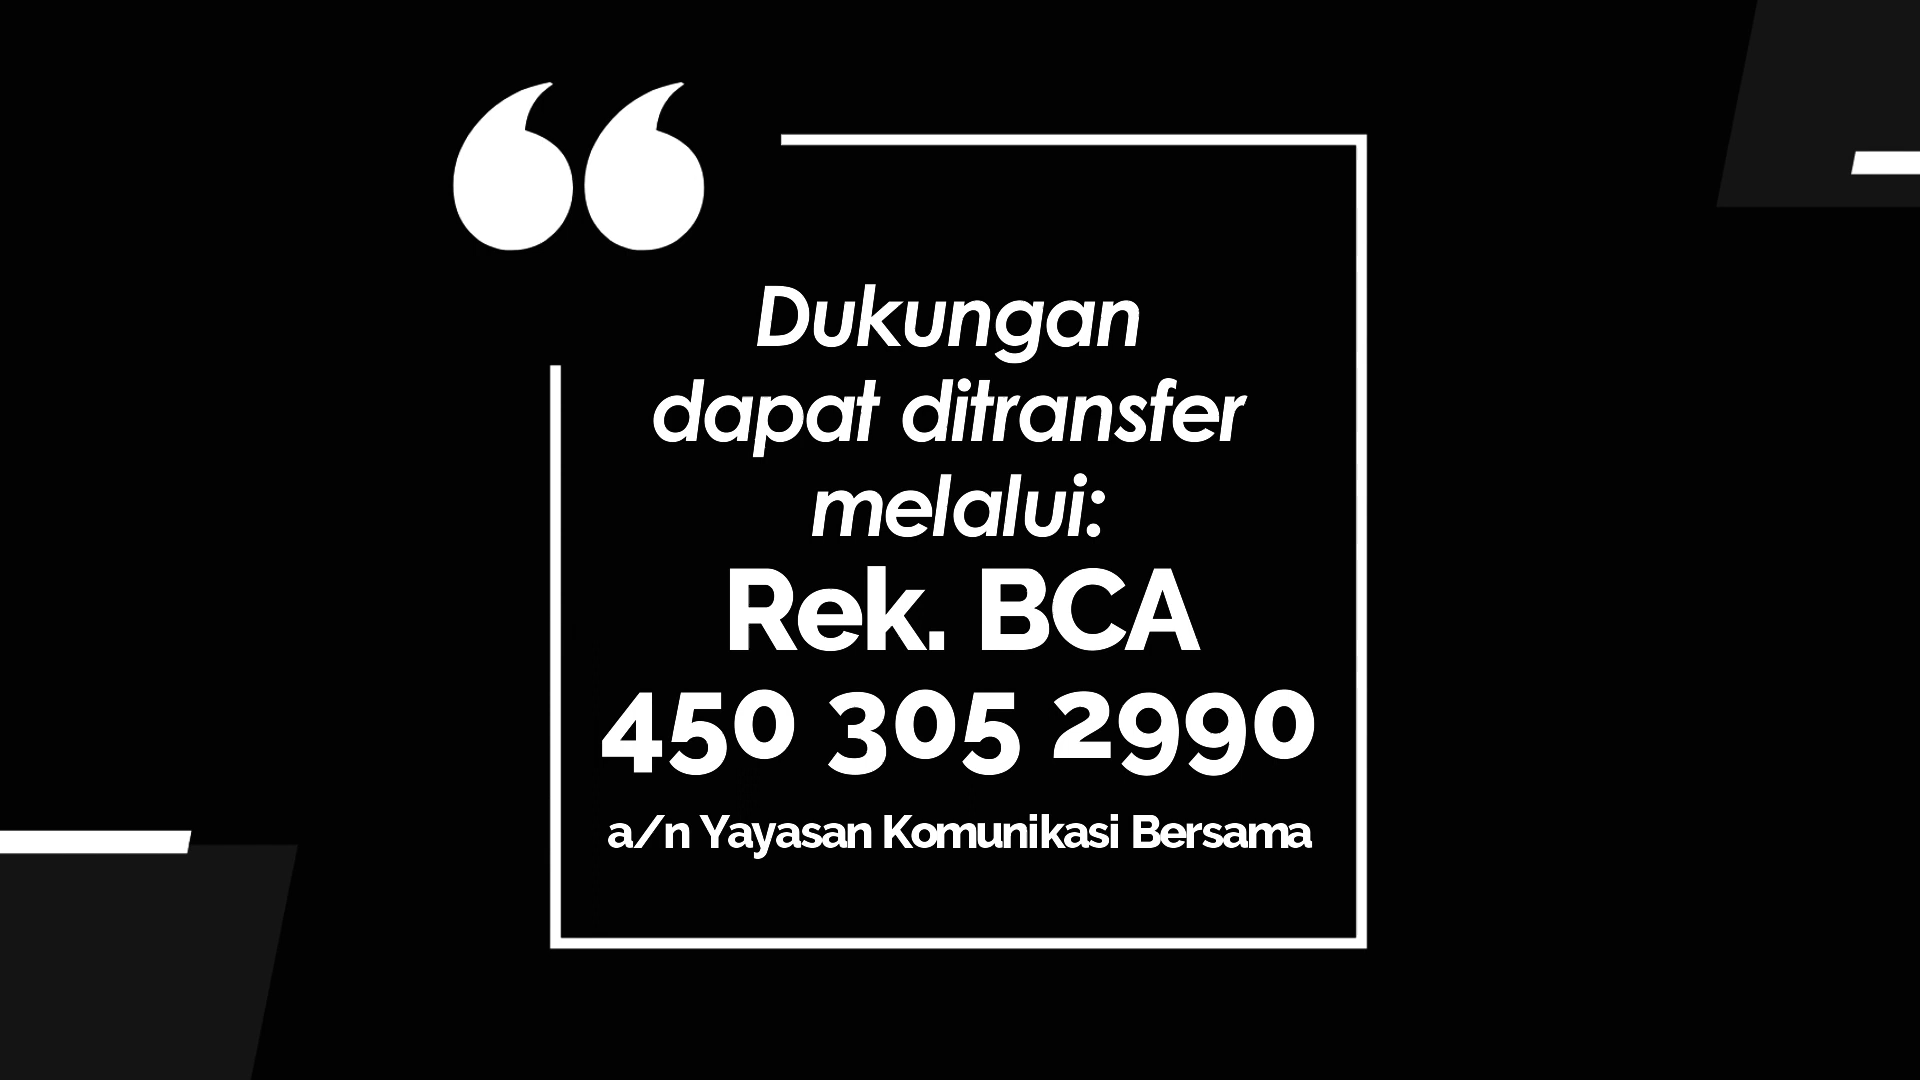 Dukungan
dapat ditransfer
melalui:
Rek. BCA
450 305 2990
a/n Yayasan Komunikasi Bersama